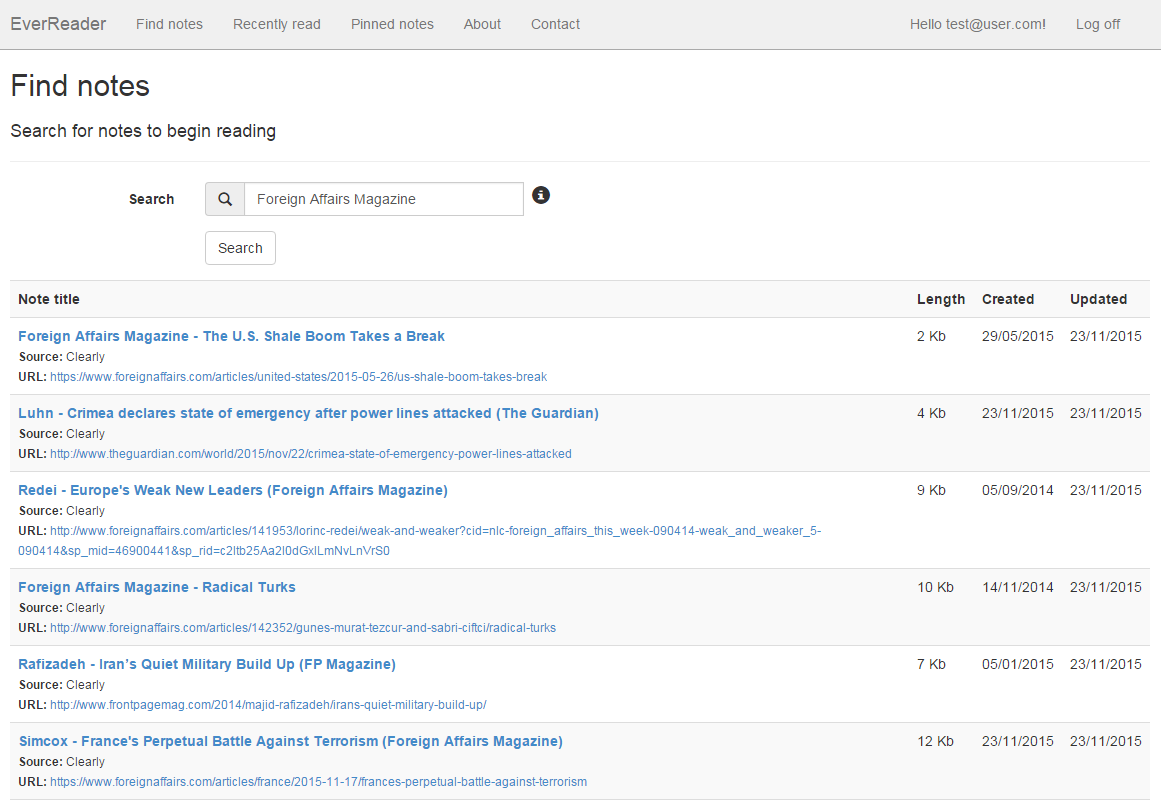 EverReader Find notes Recently read Pinned notes About Contact Hello test@user.com! Log off
Find notes
Search for notes to begin reading
Search Foreign Affairs Magazine
Search
Note title Length Created Updated
Foreign Affairs Magazine - The U.S. Shale Boom Takes a Break 2 Kb 29/05/2015 23/11/2015
Source: Clearly
URL: https://www.foreignaffairs.com/articles/united-states/2015-05-26/us-shale-boom-takes-break
Luhn - Crimea declares state of emergency after power lines attacked (The Guardian) 4 Kb 23/11/2015 23/11/2015
Source: Clearly
URL: http://www.theguardian.com/world/2015/nov/22/crimea-state-of-emergency-power-lines-attacked
Redei - Europe's Weak New Leaders (Foreign Affairs Magazine) 9 Kb 05/09/2014 23/11/2015
Source: Clearly
URL: http://www.foreignaffairs.com/articles/141953/lorinc-redei/weak-and-weaker?cid=nlc-foreign_affairs_this_week-090414-weak_and_weaker_5-
090414&sp_mid=46900441&sp_rid=c2ltb25Aa2l0dGxlLmNvLnVrS0
Foreign Affairs Magazine - Radical Turks 10 Kb 14/11/2014 23/11/2015
Source: Clearly
URL: http://www.foreignaffairs.com/articles/142352/gunes-murat-tezcur-and-sabri-ciftci/radical-turks
Rafizadeh - Iran’s Quiet Military Build Up (FP Magazine) 7 Kb 05/01/2015 23/11/2015
Source: Clearly
URL: http://www.frontpagemag.com/2014/majid-rafizadeh/irans-quiet-military-build-up/
Simcox - France's Perpetual Battle Against Terrorism (Foreign Affairs Magazine) 12 Kb 23/11/2015 23/11/2015
Source: Clearly
URL: https://www.foreignaffairs.com/articles/france/2015-11-17/frances-perpetual-battle-against-terrorism